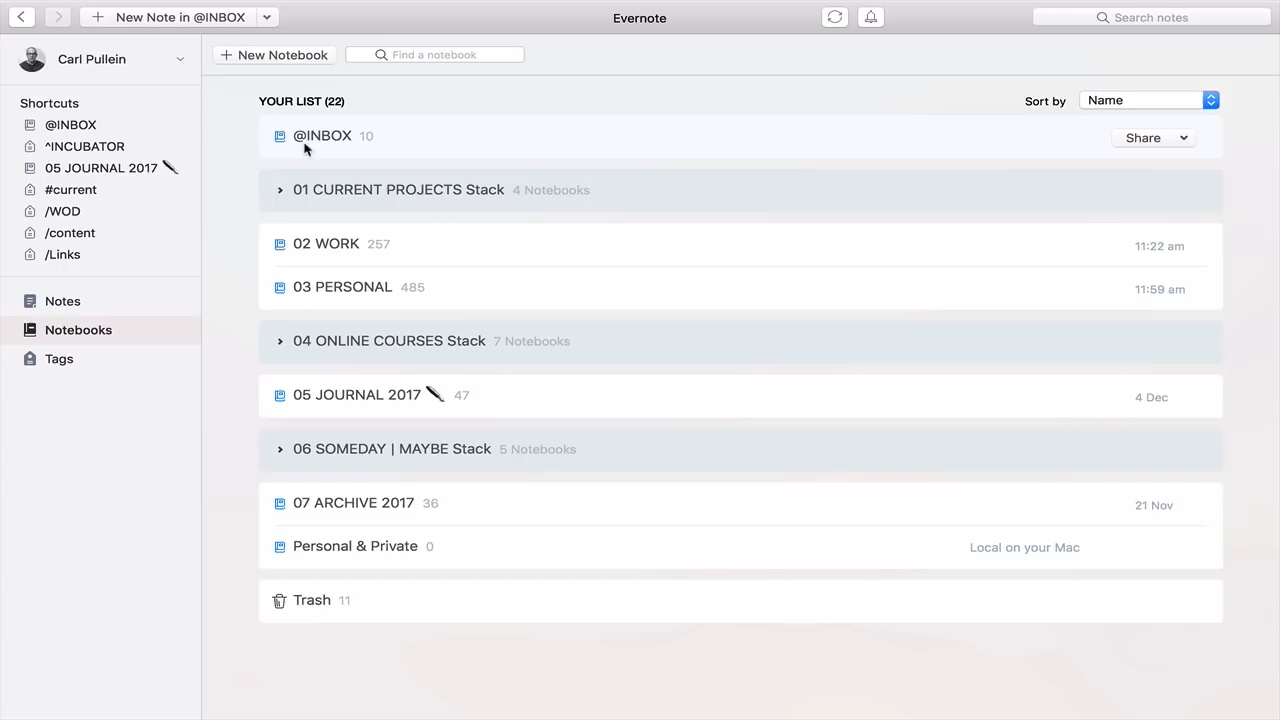 New Note in @INBOX
Evernote
Search notes
Carl Pullein
New Notebook
Find a notebook
Shortcuts
@INBOX
^INCUBATOR
05 JOURNAL 2017
#current
/WOD
/content
/Links
Notes
Notebooks
Tags
YOUR LIST (22)
Sort by
Name
@INBOX 10
Share
01 CURRENT PROJECTS Stack 4 Notebooks
02 WORK 257
11:22 am
03 PERSONAL 485
11:59 am
04 ONLINE COURSES Stack 7 Notebooks
05 JOURNAL 2017 47
4 Dec
06 SOMEDAY | MAYBE Stack 5 Notebooks
07 ARCHIVE 2017 36
21 Nov
Personal & Private 0
Local on your Mac
Trash 11